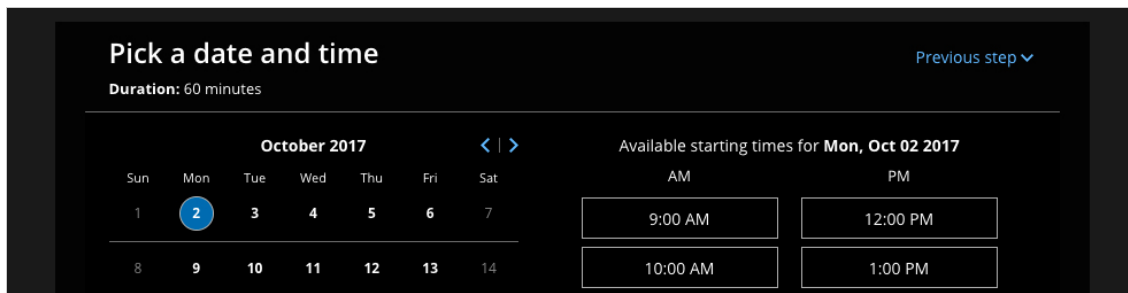 Pick a date and time
Previous step
Duration: 60 minutes
October 2017
Sun Mon Tue Wed Thu Fri Sat
1 2 3 4 5 6 7
8 9 10 11 12 13 14
Available starting times for Mon, Oct 02 2017
AM PM
9:00 AM 12:00 PM
10:00 AM 1:00 PM